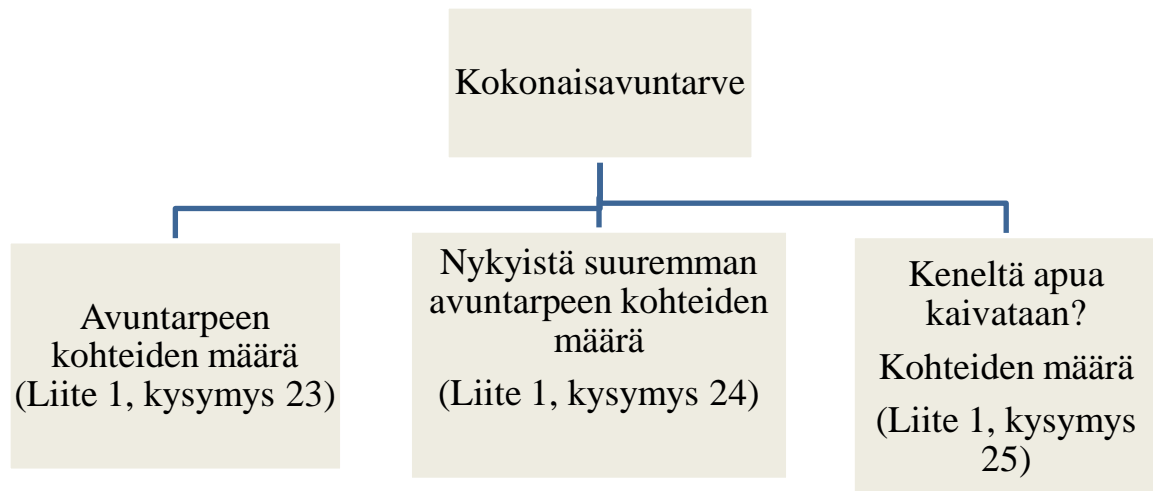 Kokonaisavuntarve
Avuntarpeen
kohteiden määrä
(Liite 1, kysymys 23)
Nykyistä suuremman
avuntarpeen kohteiden
määrä
(Liite 1, kysymys 24)
Keneltä apua
kaivataan?
Kohteiden määrä
(Liite 1, kysymys
25)